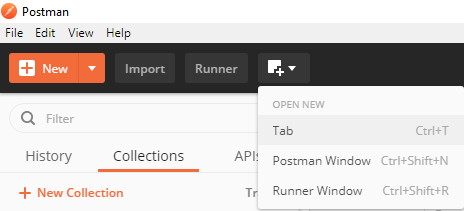 Postman
File Edit View Help
New Import Runner
OPEN NEW
Filter
Tab Ctrl+T
History Collections APIs
Postman Window Ctrl+Shift+N
+ New Collection Tr
Runner Window Ctrl+Shift+R